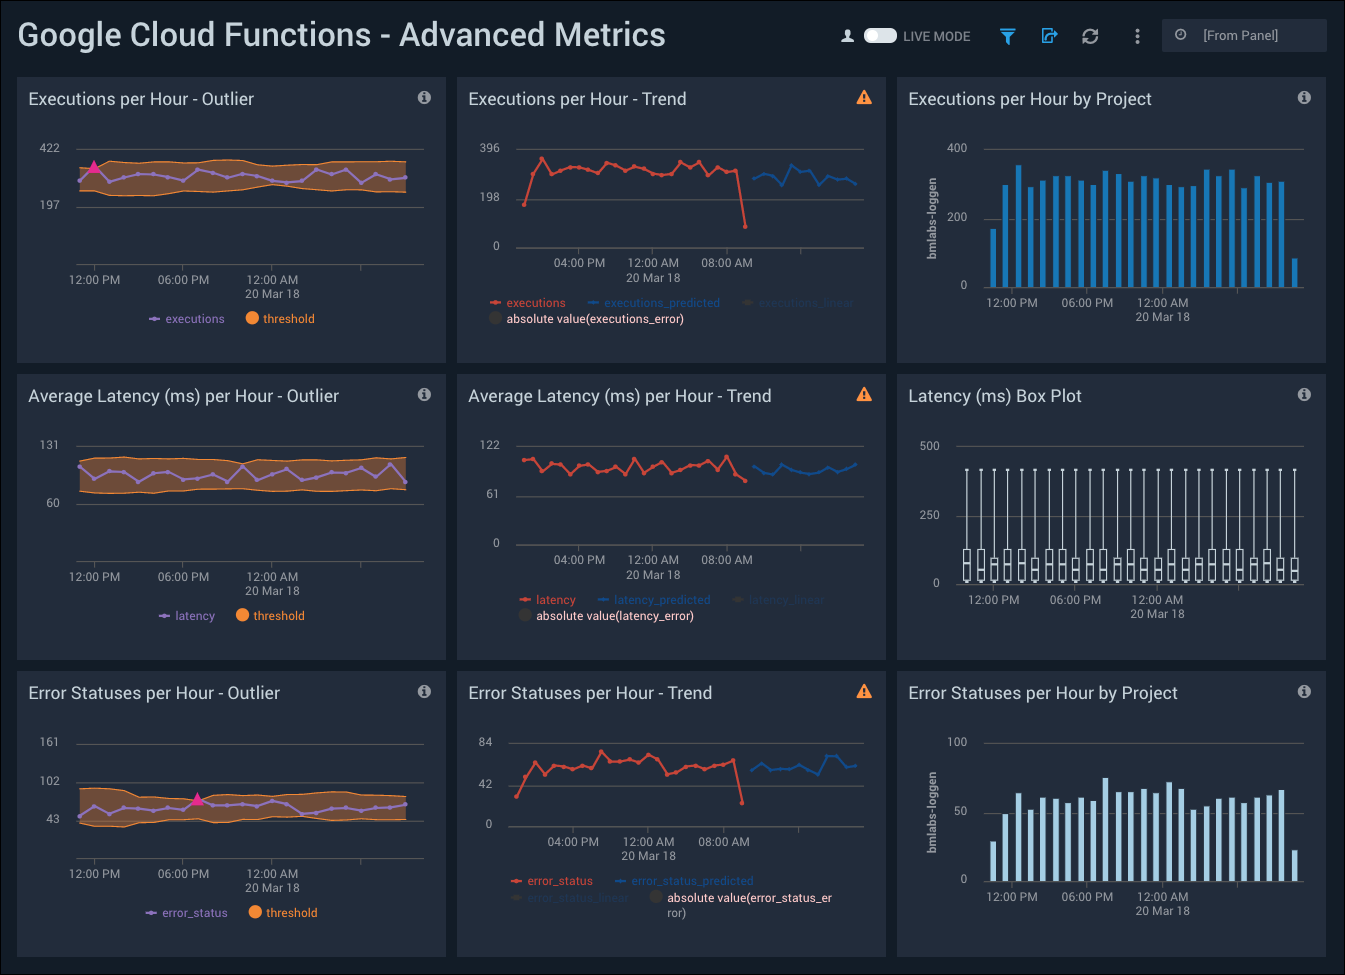 Google Cloud Functions - Advanced Metrics
LIVE MODE
[From Panel]
Executions per Hour - Outlier
422
197
12:00 PM 06:00 PM 12:00 AM
20 Mar 18
executions threshold
Executions per Hour - Trend
396
198
0
04:00 PM 12:00 AM 08:00 AM
20 Mar 18
executions executions_predicted executions_linear
absolute value(executions_error)
Executions per Hour by Project
bmlabs-loggen
400
200
0
12:00 PM 06:00 PM 12:00 AM
20 Mar 18
Average Latency (ms) per Hour - Outlier
131
60
12:00 PM 06:00 PM 12:00 AM
20 Mar 18
latency threshold
Average Latency (ms) per Hour - Trend
122
61
0
04:00 PM 12:00 AM 08:00 AM
20 Mar 18
latency latency_predicted latency_linear
absolute value(latency_error)
Latency (ms) Box Plot
500
250
0
12:00 PM 06:00 PM 12:00 AM
20 Mar 18
Error Statuses per Hour - Outlier
161
102
43
12:00 PM 06:00 PM 12:00 AM
20 Mar 18
error_status threshold
Error Statuses per Hour - Trend
84
42
0
04:00 PM 12:00 AM 08:00 AM
20 Mar 18
error_status error_status_predicted
error_status_linear absolute value(error_status_er
ror)
Error Statuses per Hour by Project
bmlabs-loggen
100
50
0
12:00 PM 06:00 PM 12:00 AM
20 Mar 18